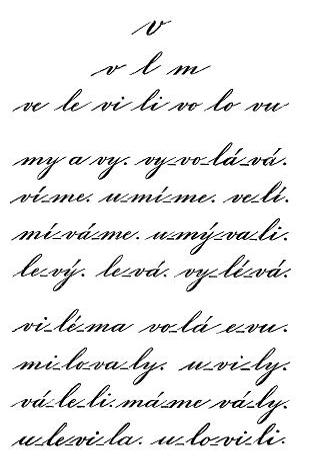 v
v l m
ve le vi li vo lo vu
my a vy. vy-vo-lá-vá.
ví-me. u-mí-me. ve-lí.
mí-vá-me. u-mý-va-li.
le-vý. le-vá. vy-lí-vá.
vi-lé-ma vo-lá e-vu.
mi-lo-va-ly. u-vi-ly.
vá-le-li má-me vá-ly.
u-le-vi-la. u-lo-vi-li.